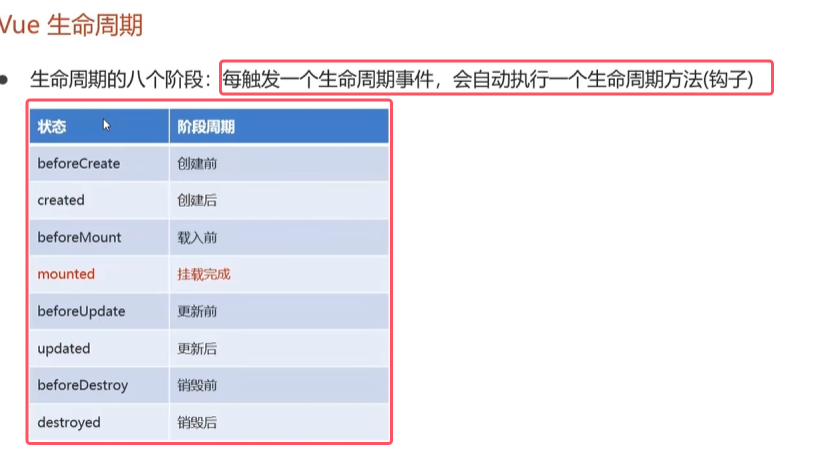 Vue 生命周期
● 生命周期的八个阶段：每触发一个生命周期事件，会自动执行一个生命周期方法(钩子)
状态 阶段周期
beforeCreate 创建前
created 创建后
beforeMount 载入前
mounted 挂载完成
beforeUpdate 更新前
updated 更新后
beforeDestroy 销毁前
destroyed 销毁后